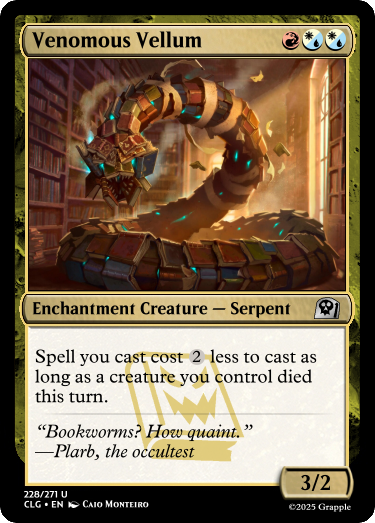 Venomous Vellum
Enchantment Creature — Serpent
Spell you cast cost 2 less to cast as
long as a creature you control died
this turn.
“Bookworms? How quaint.”
—Plarb, the occultest
3/2
228/271 U
CLG • EN Caio Monteiro
©2025 Grapple